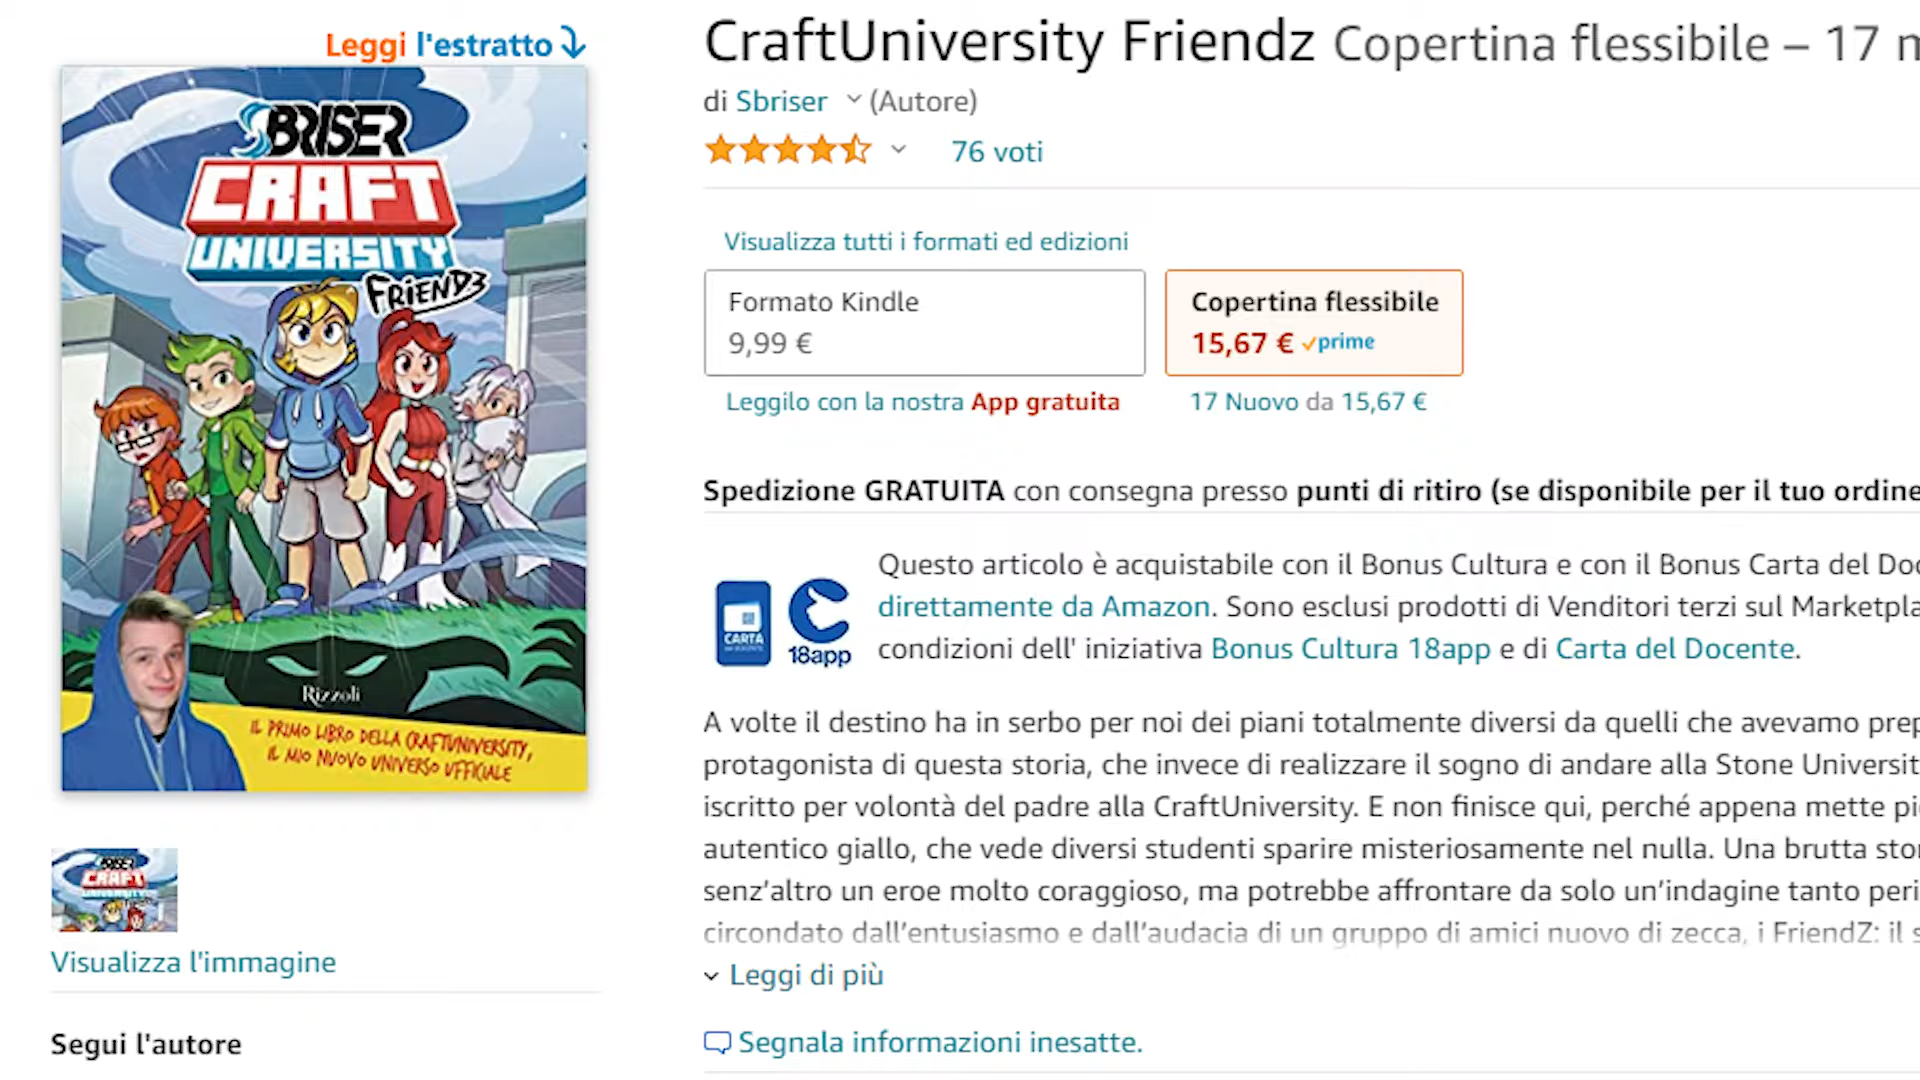 Leggi l'estratto
SBRISER
CRAFT
UNIVERSITY
FRIENDZ
Rizzoli
IL PRIMO LIBRO DELLA CRAFTUNIVERSITY,
IL MIO NUOVO UNIVERSO UFFICIALE
BRISER
CRAFT
UNIVERSITY
Visualizza l'immagine
Segui l'autore
CraftUniversity Friendz Copertina flessibile – 17
di Sbriser (Autore)
76 voti
Visualizza tutti i formati ed edizioni
Formato Kindle
9,99 €
Leggilo con la nostra App gratuita
Copertina flessibile
15,67 € prime
17 Nuovo da 15,67 €
Spedizione GRATUITA con consegna presso punti di ritiro (se disponibile per il tuo ordine
CARTA
18app
Questo articolo è acquistabile con il Bonus Cultura e con il Bonus Carta del Doc
direttamente da Amazon. Sono esclusi prodotti di Venditori terzi sul Marketpla
condizioni dell' iniziativa Bonus Cultura 18app e di Carta del Docente.
A volte il destino ha in serbo per noi dei piani totalmente diversi da quelli che avevamo prep
protagonista di questa storia, che invece di realizzare il sogno di andare alla Stone Universit
iscritto per volontà del padre alla CraftUniversity. E non finisce qui, perché appena mette pi
autentico giallo, che vede diversi studenti sparire misteriosamente nel nulla. Una brutta stor
senz’altro un eroe molto coraggioso, ma potrebbe affrontare da solo un’indagine tanto peri
circondato dall’entusiasmo e dall’audacia di un gruppo di amici nuovo di zecca, i FriendZ: il s
Leggi di più
Segnala informazioni inesatte.